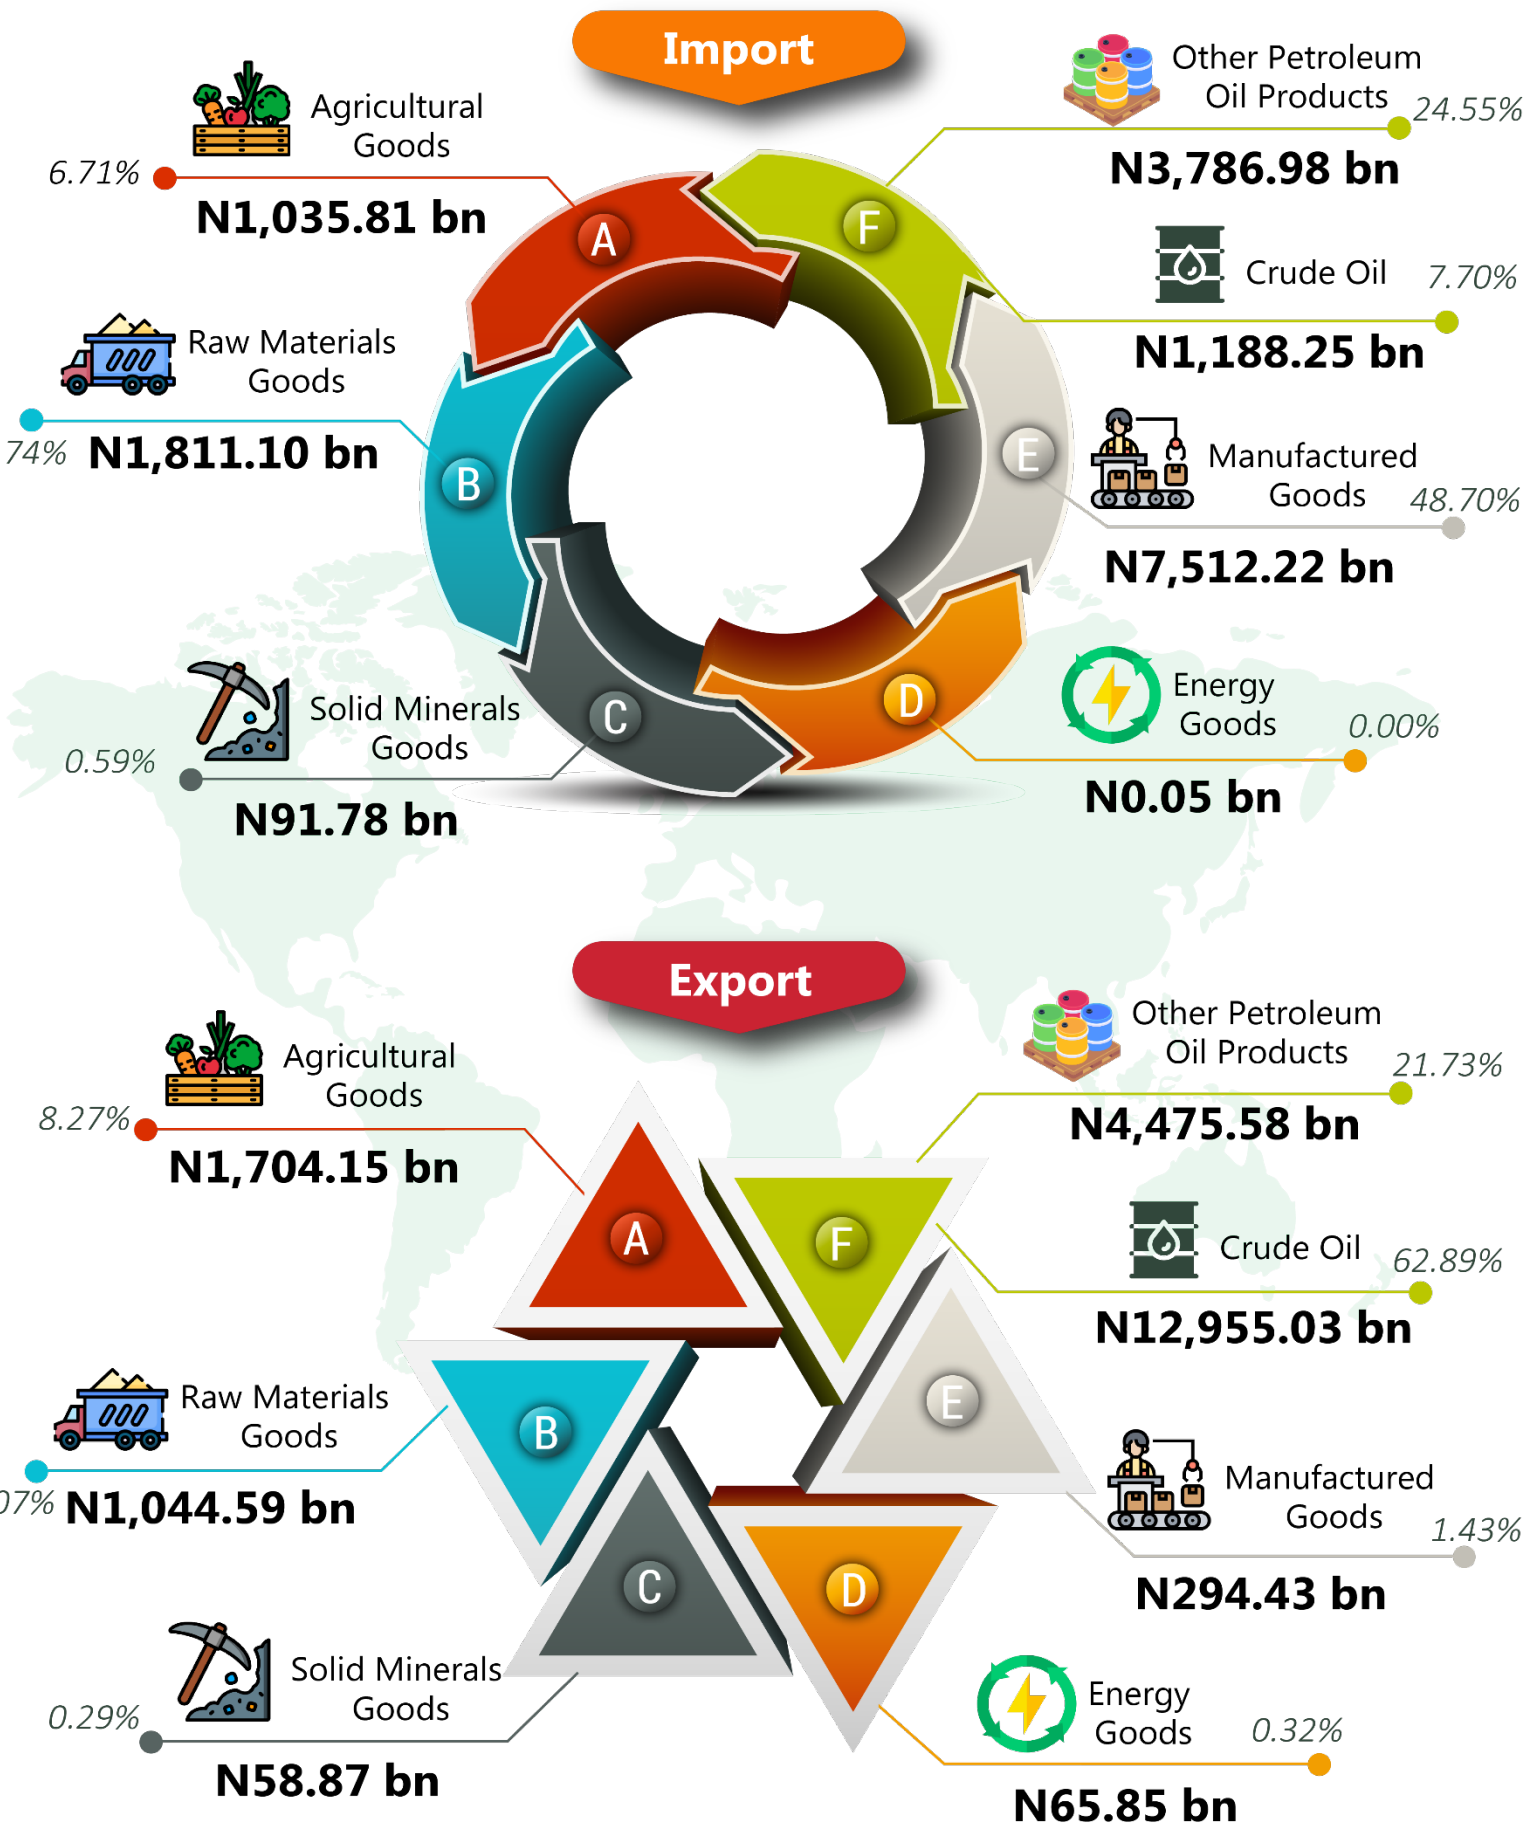 Import
Agricultural
Goods
6.71%
N1,035.81 bn
Raw Materials
Goods
74%
N1,811.10 bn
Solid Minerals
Goods
0.59%
N91.78 bn
A
B
C
D
E
F
Other Petroleum
Oil Products
24.55%
N3,786.98 bn
Crude Oil
7.70%
N1,188.25 bn
Manufactured
Goods
48.70%
N7,512.22 bn
Energy
Goods
0.00%
N0.05 bn
Export
Agricultural
Goods
8.27%
N1,704.15 bn
Raw Materials
Goods
07%
N1,044.59 bn
Solid Minerals
Goods
0.29%
N58.87 bn
A
B
C
D
E
F
Other Petroleum
Oil Products
21.73%
N4,475.58 bn
Crude Oil
62.89%
N12,955.03 bn
Manufactured
Goods
1.43%
N294.43 bn
Energy
Goods
0.32%
N65.85 bn